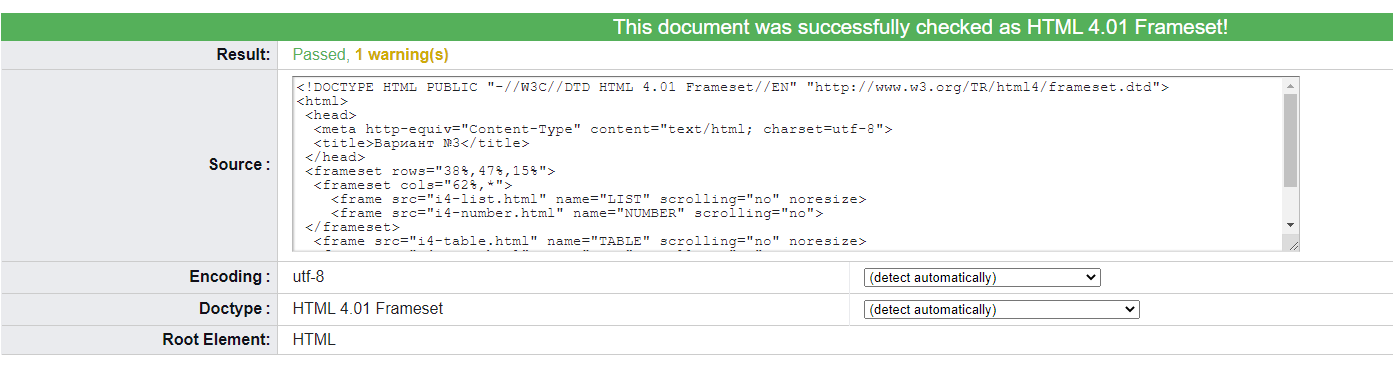 This document was successfully checked as HTML 4.01 Frameset!
Result: Passed, 1 warning(s)
Source :
<!DOCTYPE HTML PUBLIC "-//W3C//DTD HTML 4.01 Frameset//EN" "http://www.w3.org/TR/html4/frameset.dtd">
<html>
<head>
<meta http-equiv="Content-Type" content="text/html; charset=utf-8">
<title>Вариант №3</title>
</head>
<frameset rows="38%,47%,15%">
<frameset cols="62%,*">
<frame src="i4-list.html" name="LIST" scrolling="no" noresize>
<frame src="i4-number.html" name="NUMBER" scrolling="no">
</frameset>
<frame src="i4-table.html" name="TABLE" scrolling="no" noresize>
Encoding : utf-8 (detect automatically)
Doctype : HTML 4.01 Frameset (detect automatically)
Root Element: HTML